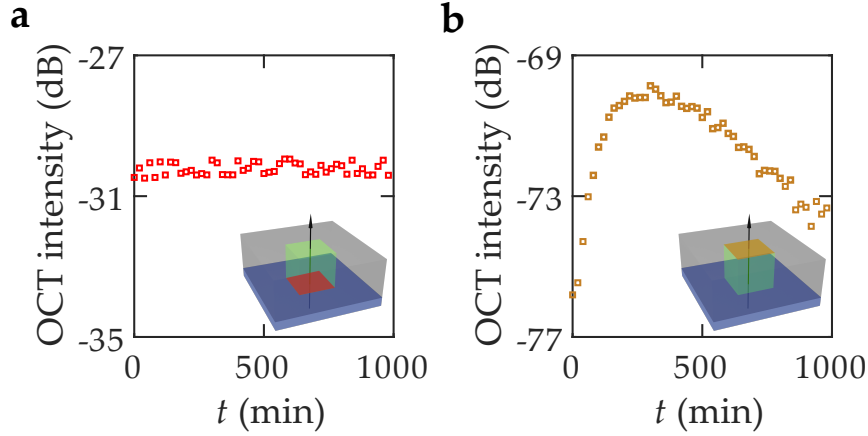 a
OCT intensity (dB)
-27
-31
-35
0
500
1000
t (min)
b
OCT intensity (dB)
-69
-73
-77
0
500
1000
t (min)